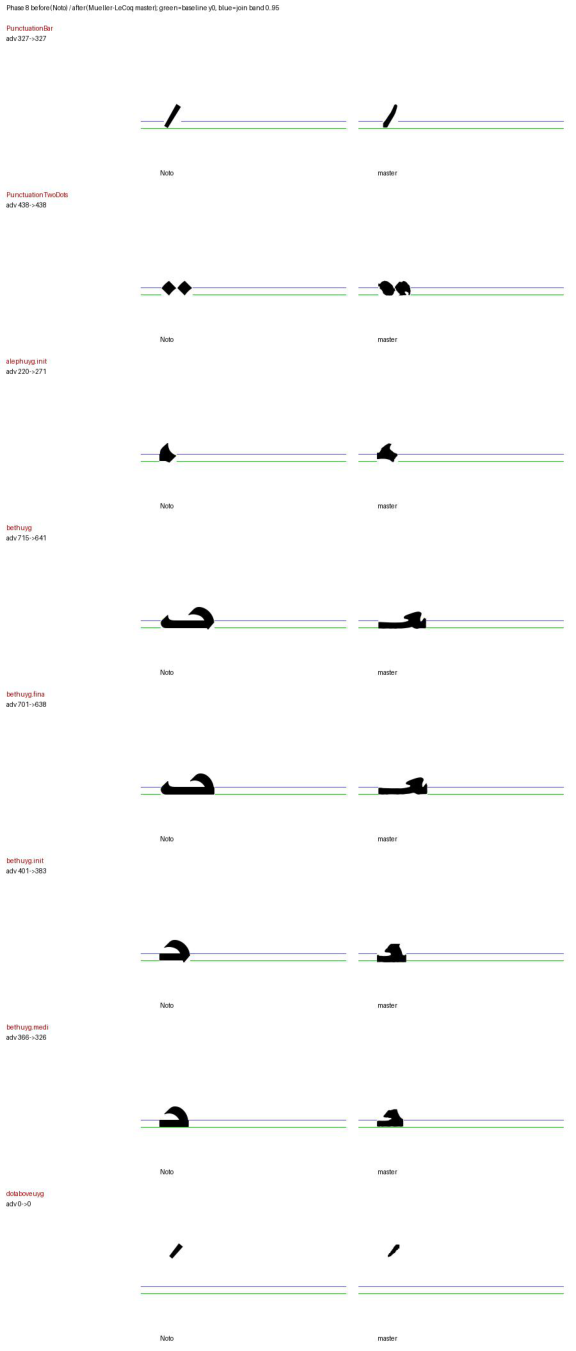 Phase 8 before(Noto) / after(Mueller-LeCoq master); green=baseline y0, blue=join band 0..95
PunctuationBar
adv 327->327
Noto master
PunctuationTwoDots
adv 438->438
Noto master
alephuyg.init
adv 220->271
Noto master
bethuyg
adv 715->641
Noto master
bethuyg.fina
adv 701->638
Noto master
bethuyg.init
adv 401->383
Noto master
bethuyg.medi
adv 366->326
Noto master
dotaboveuyg
adv 0->0
Noto master